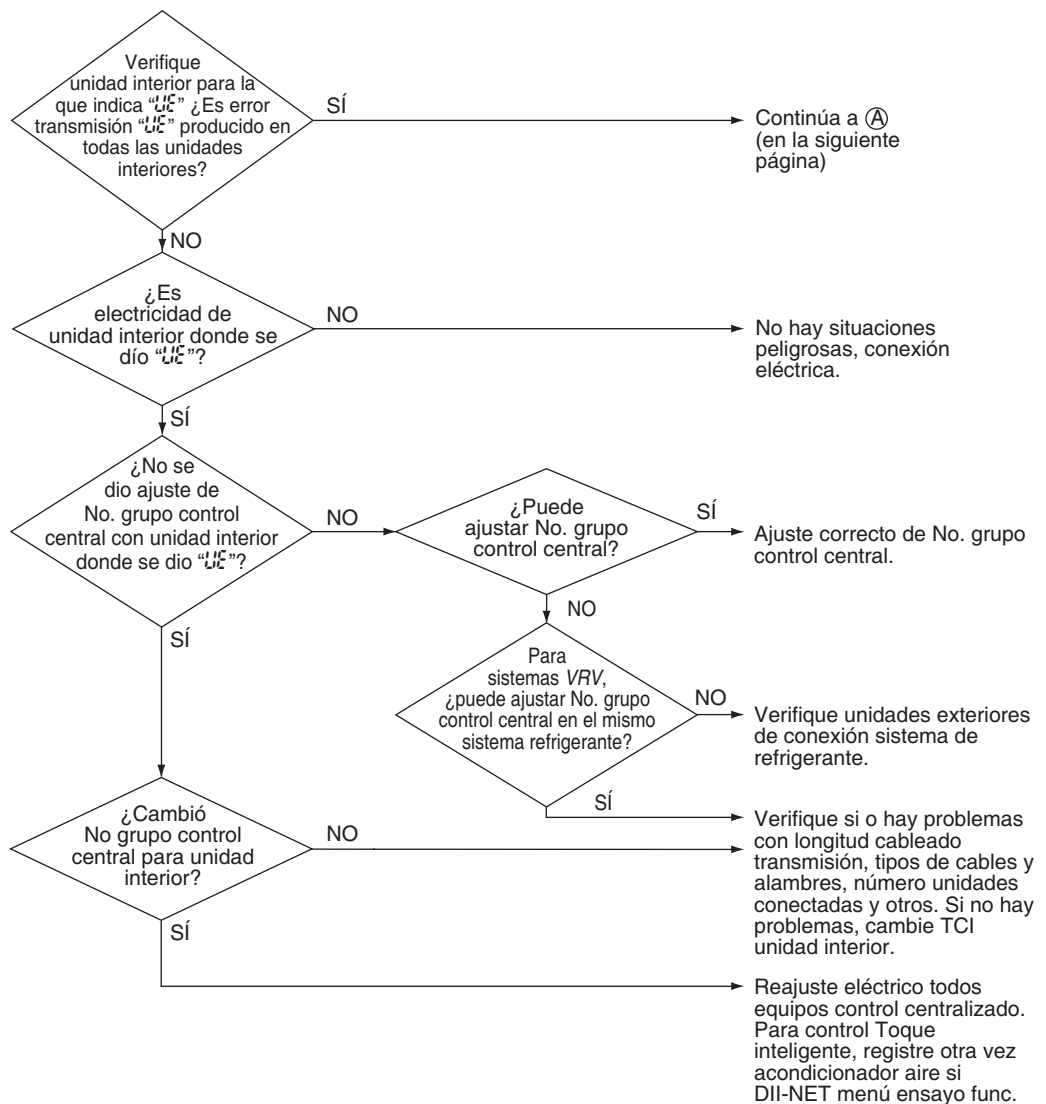 Verifique
unidad interior para la
que indica “UE” ¿Es error
transmisión “UE” producido en
todas las unidades
interiores?
SÍ
Continúa a Ⓐ
(en la siguiente
página)
NO
¿Es
electricidad de
unidad interior donde se
dío “UE”?
NO
No hay situaciones
peligrosas, conexión
eléctrica.
SÍ
¿No se
dio ajuste de
No. grupo control
central con unidad interior
donde se dio “UE”?
NO
¿Puede
ajustar No. grupo
control central?
SÍ
Ajuste correcto de No. grupo
control central.
NO
Para
sistemas VRV,
¿puede ajustar No. grupo
control central en el mismo
sistema refrigerante?
NO
Verifique unidades exteriores
de conexión sistema de
refrigerante.
SÍ
SÍ
¿Cambió
No grupo control
central para unidad
interior?
NO
Verifique si o hay problemas
con longitud cableado
transmisión, tipos de cables y
alambres, número unidades
conectadas y otros. Si no hay
problemas, cambie TCI
unidad interior.
SÍ
Reajuste eléctrico todos
equipos control centralizado.
Para control Toque
inteligente, registre otra vez
acondicionador aire si
DII-NET menú ensayo func.